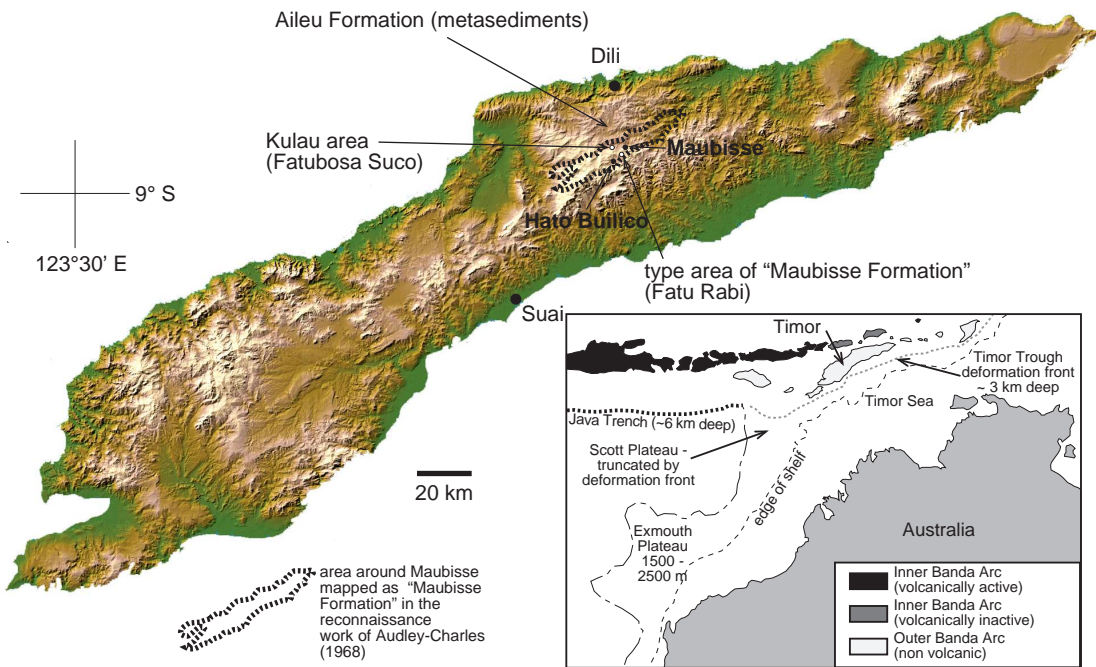 Aileu Formation (metasediments)
Dili
Kulau area
(Fatubosa Suco)
Maubisse
9° S
123°30’ E
Hato Builico
type area of “Maubisse Formation”
(Fatu Rabi)
Suai
20 km
area around Maubisse
mapped as “Maubisse
Formation” in the
reconnaissance
work of Audley-Charles
(1968)
Timor
Timor Trough
deformation front
~ 3 km deep
Timor Sea
Java Trench (~6 km deep)
Scott Plateau -
truncated by
deformation front
edge of shelf
Exmouth
Plateau
1500 -
2500 m
Australia
Inner Banda Arc
(volcanically active)
Inner Banda Arc
(volcanically inactive)
Outer Banda Arc
(non volcanic)